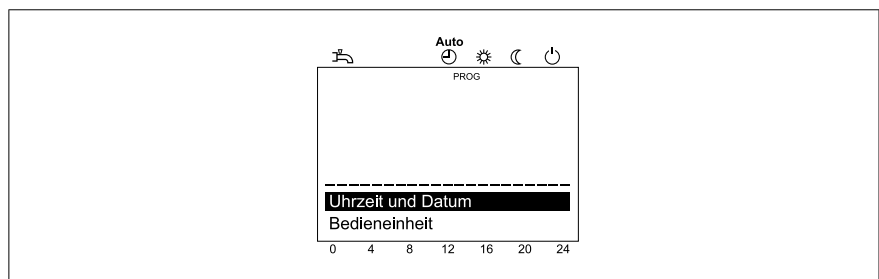 Auto
PROG
Uhrzeit und Datum
Bedieneinheit
0 4 8 12 16 20 24